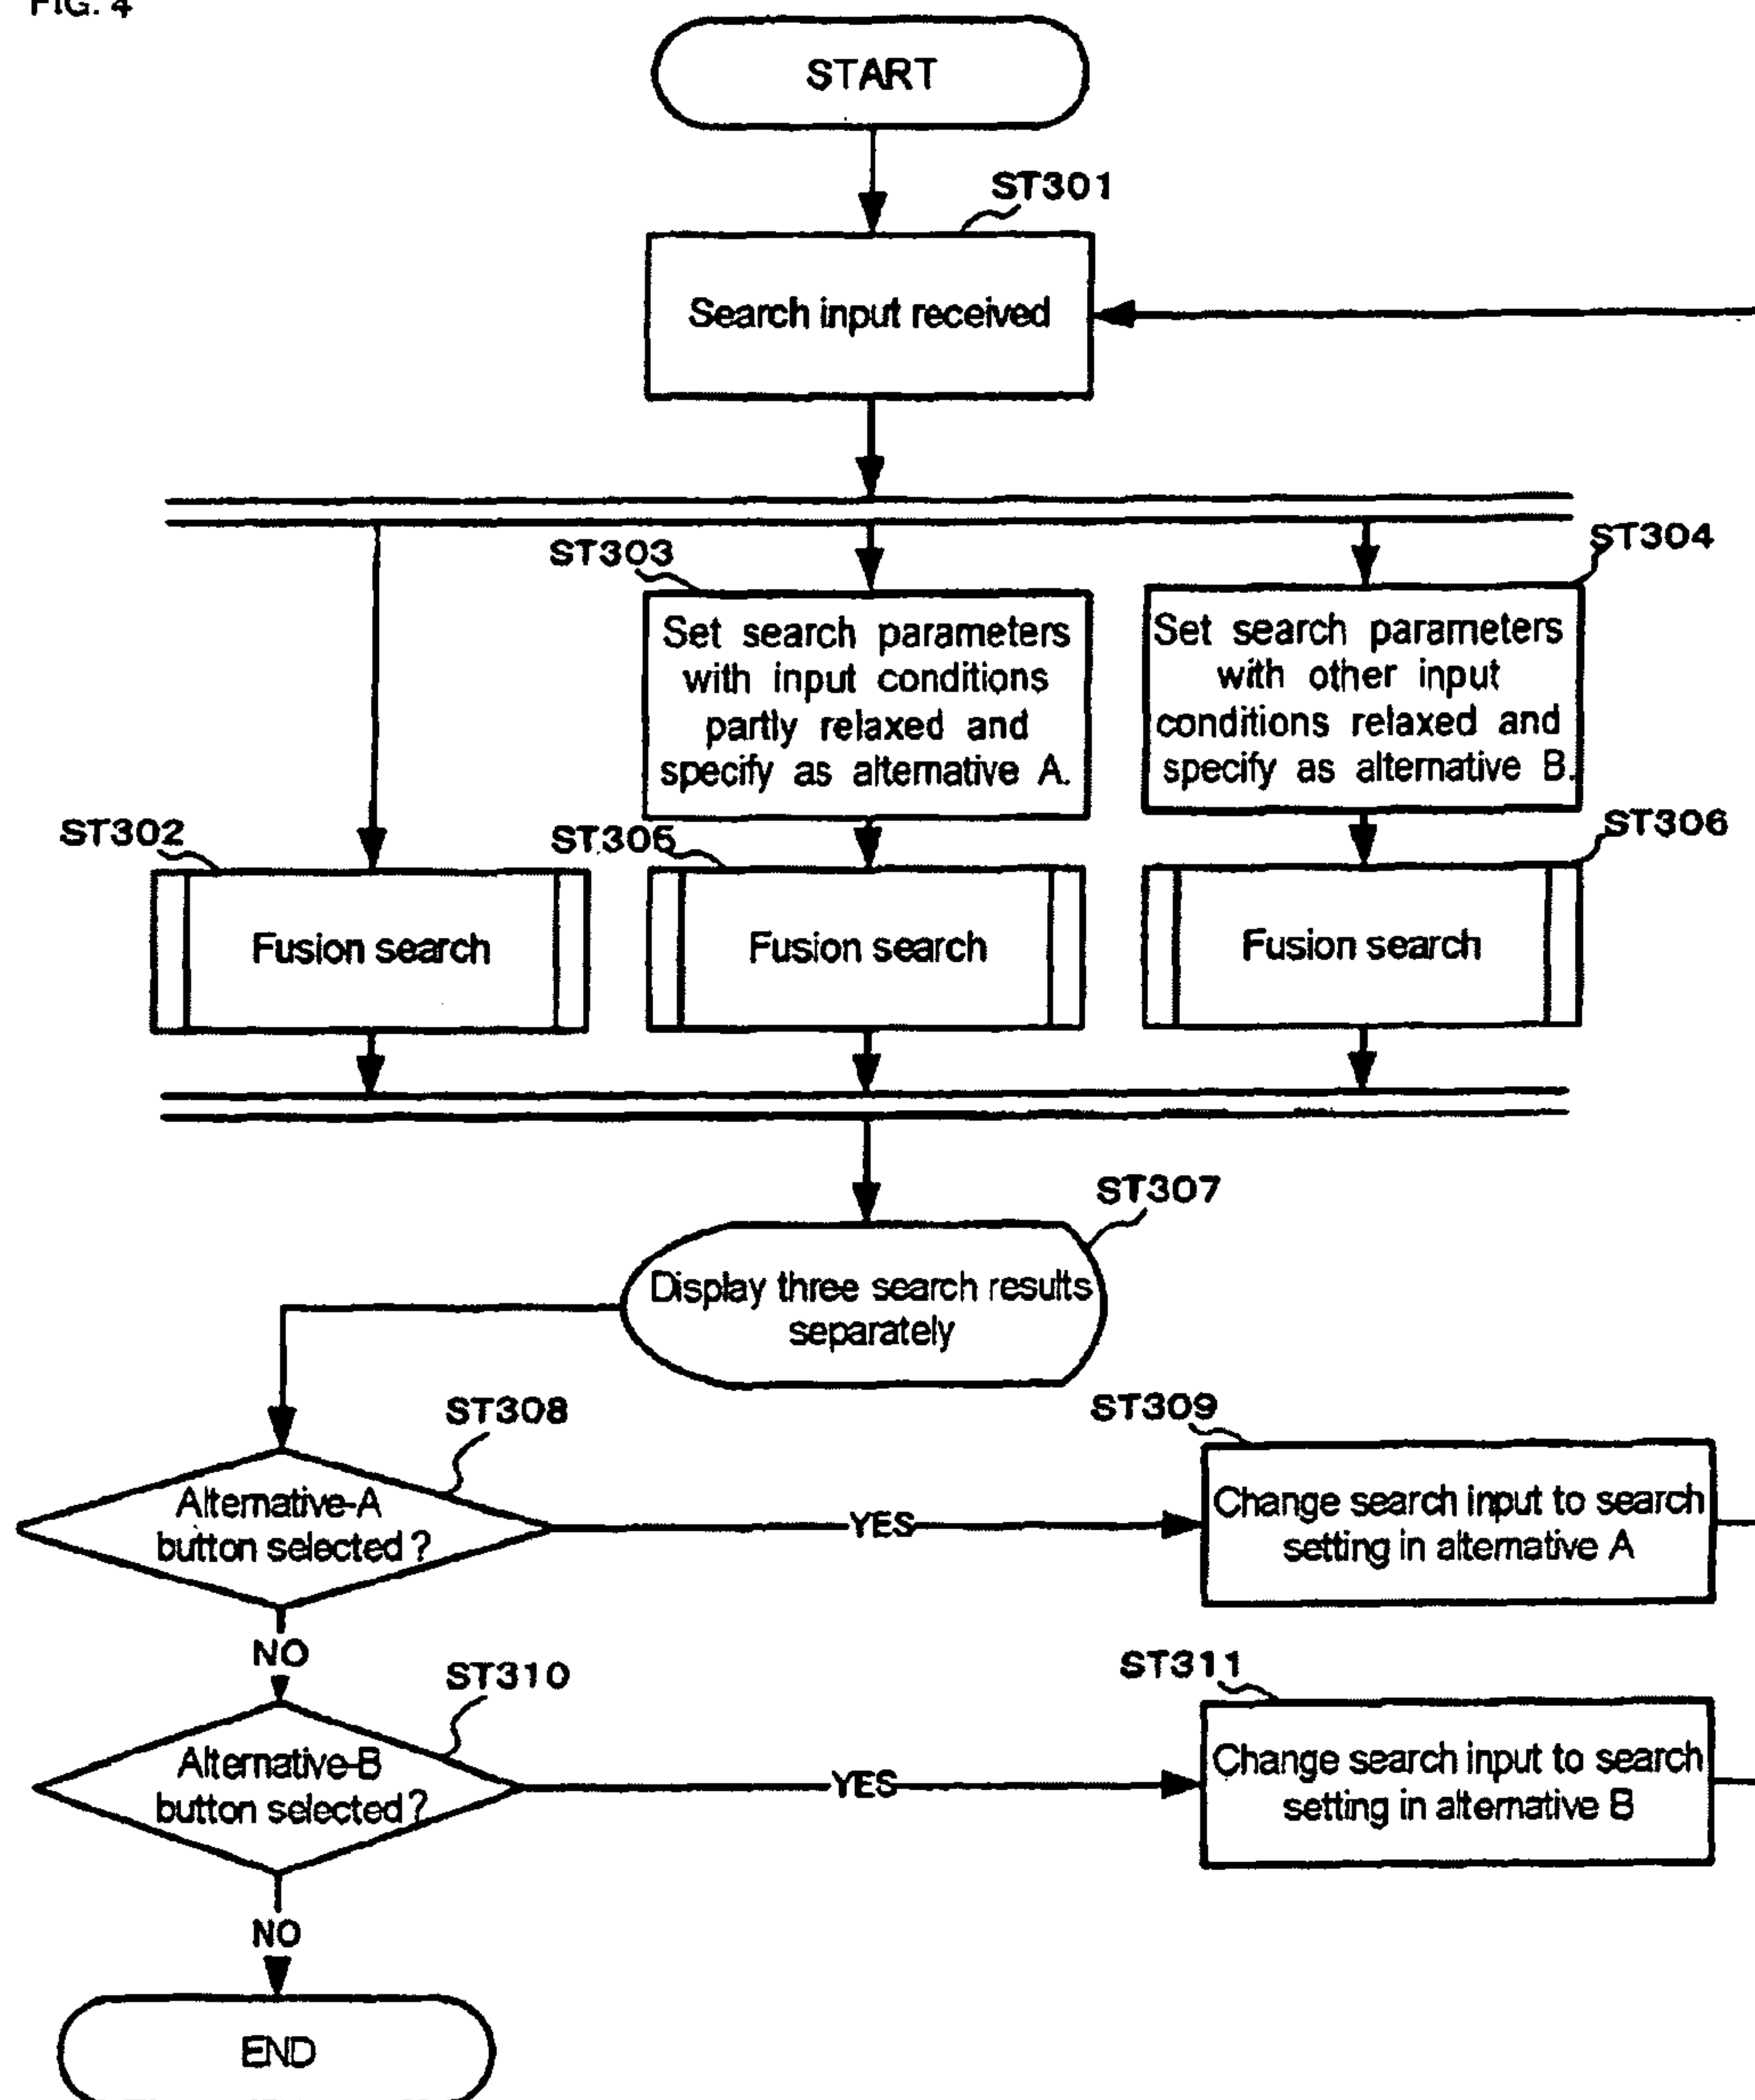 FIG. 4
START
ST301
Search input received
ST303
Set search parameters
with input conditions
partly relaxed and
specify as alternative A.
ST304
Set search parameters
with other input
conditions relaxed and
specify as alternative B.
ST302
Fusion search
ST305
Fusion search
ST306
Fusion search
ST307
Display three search results
separately
ST308
Alternative-A
button selected?
YES
ST309
Change search input to search
setting in alternative A
NO
ST310
Alternative-B
button selected?
YES
ST311
Change search input to search
setting in alternative B
NO
END